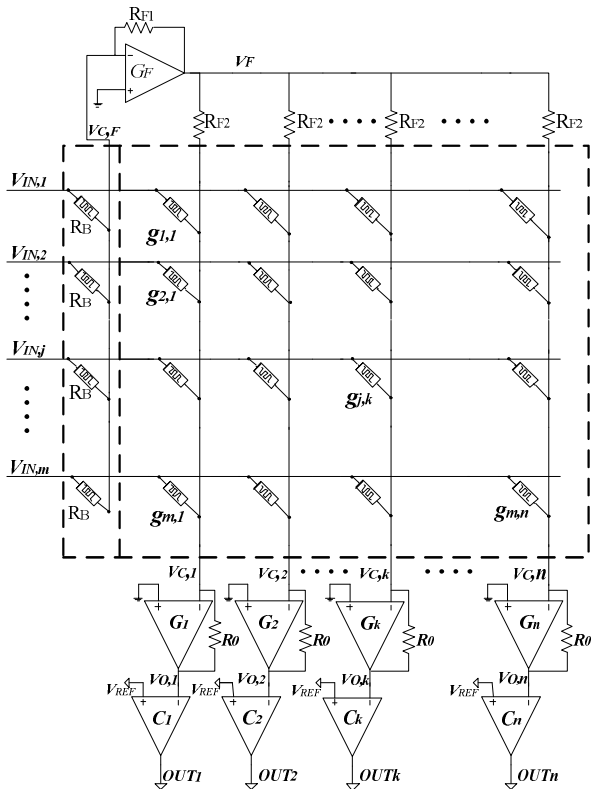 RF1
GF
VF
VC,F
RF2 RF2 RF2 RF2
VIN,1
RB
g1,1
VIN,2
RB
g2,1
VIN,j
RB
gj,k
VIN,m
RB
gm,1
gm,n
VC,1 VC,2 VC,k VC,n
G1 G2 Gk Gn
R0 R0 R0 R0
VO,1 VO,2 VO,k VO,n
VREF VREF VREF VREF
C1 C2 Ck Cn
OUT1 OUT2 OUTk OUTn